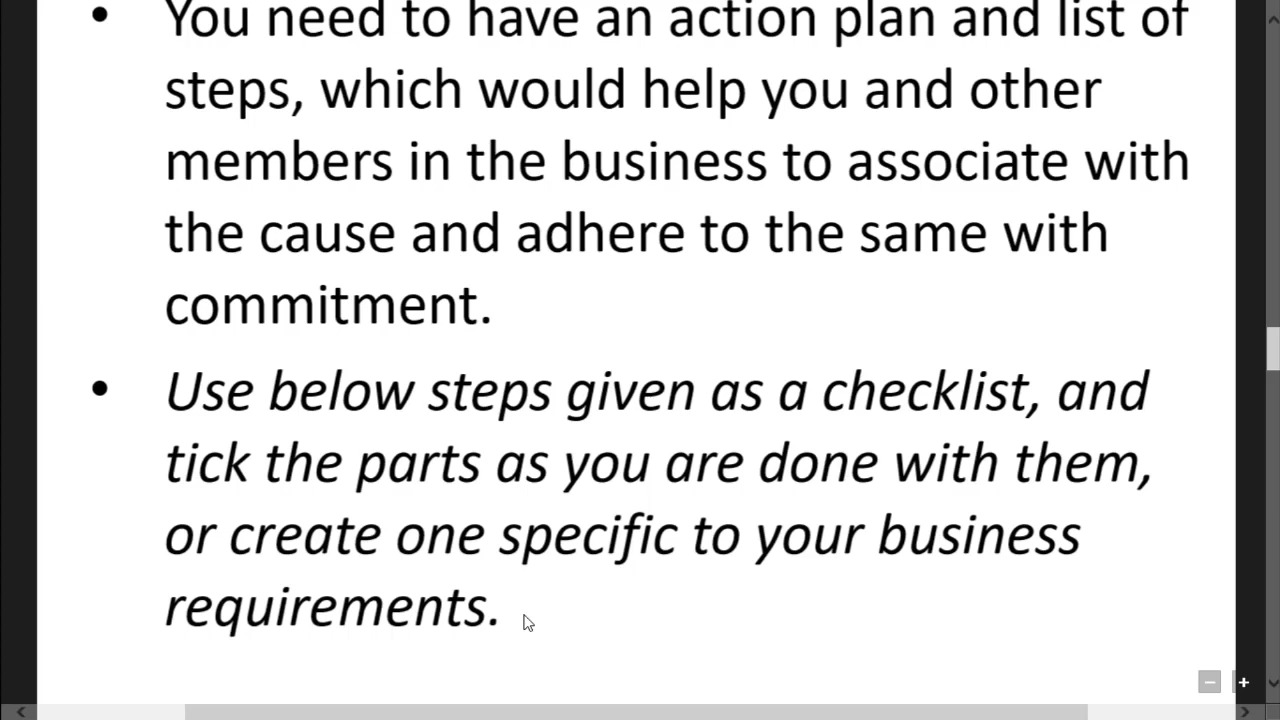 • You need to have an action plan and list of
steps, which would help you and other
members in the business to associate with
the cause and adhere to the same with
commitment.
• Use below steps given as a checklist, and
tick the parts as you are done with them,
or create one specific to your business
requirements.